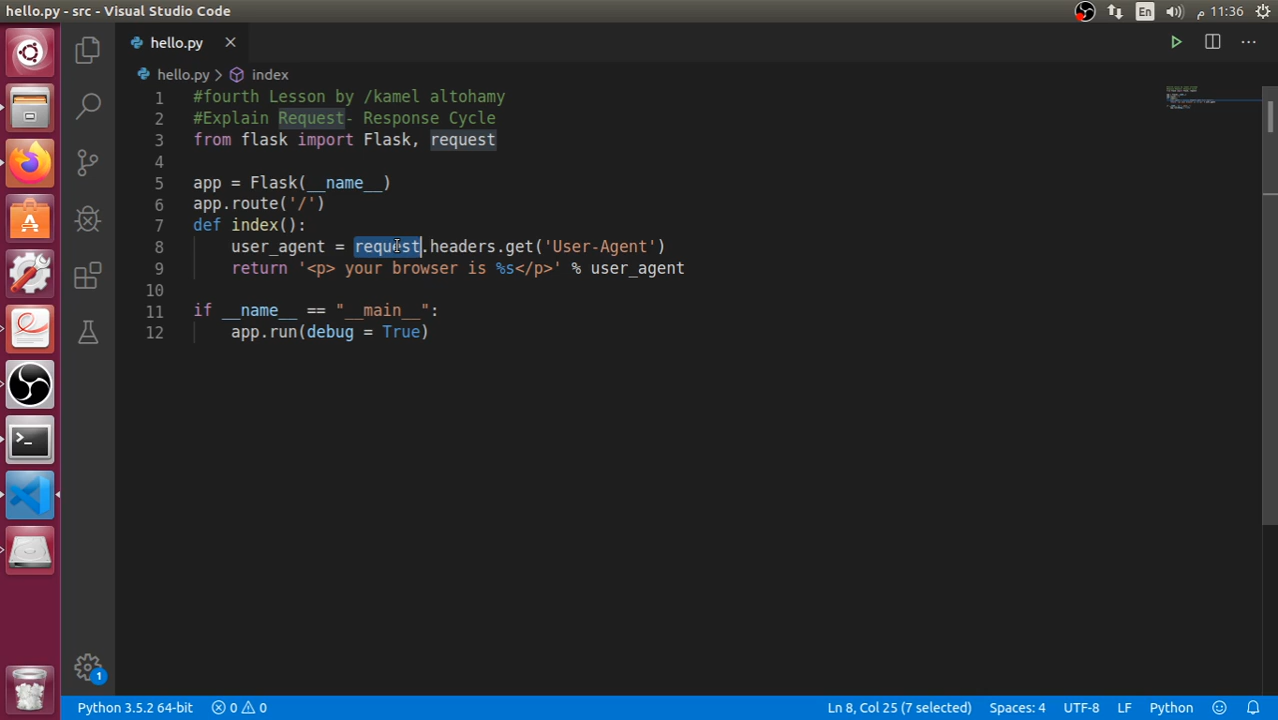 hello.py - src - Visual Studio Code
En
11:36 م
hello.py
hello.py > index
1 #fourth Lesson by /kamel altohamy
2 #Explain Request- Response Cycle
3 from flask import Flask, request
4
5 app = Flask(__name__)
6 app.route('/')
7 def index():
8 user_agent = request.headers.get('User-Agent')
9 return '<p> your browser is %s</p>' % user_agent
10
11 if __name__ == "__main__":
12 app.run(debug = True)
1
Python 3.5.2 64-bit 0 0 Ln 8, Col 25 (7 selected) Spaces: 4 UTF-8 LF Python